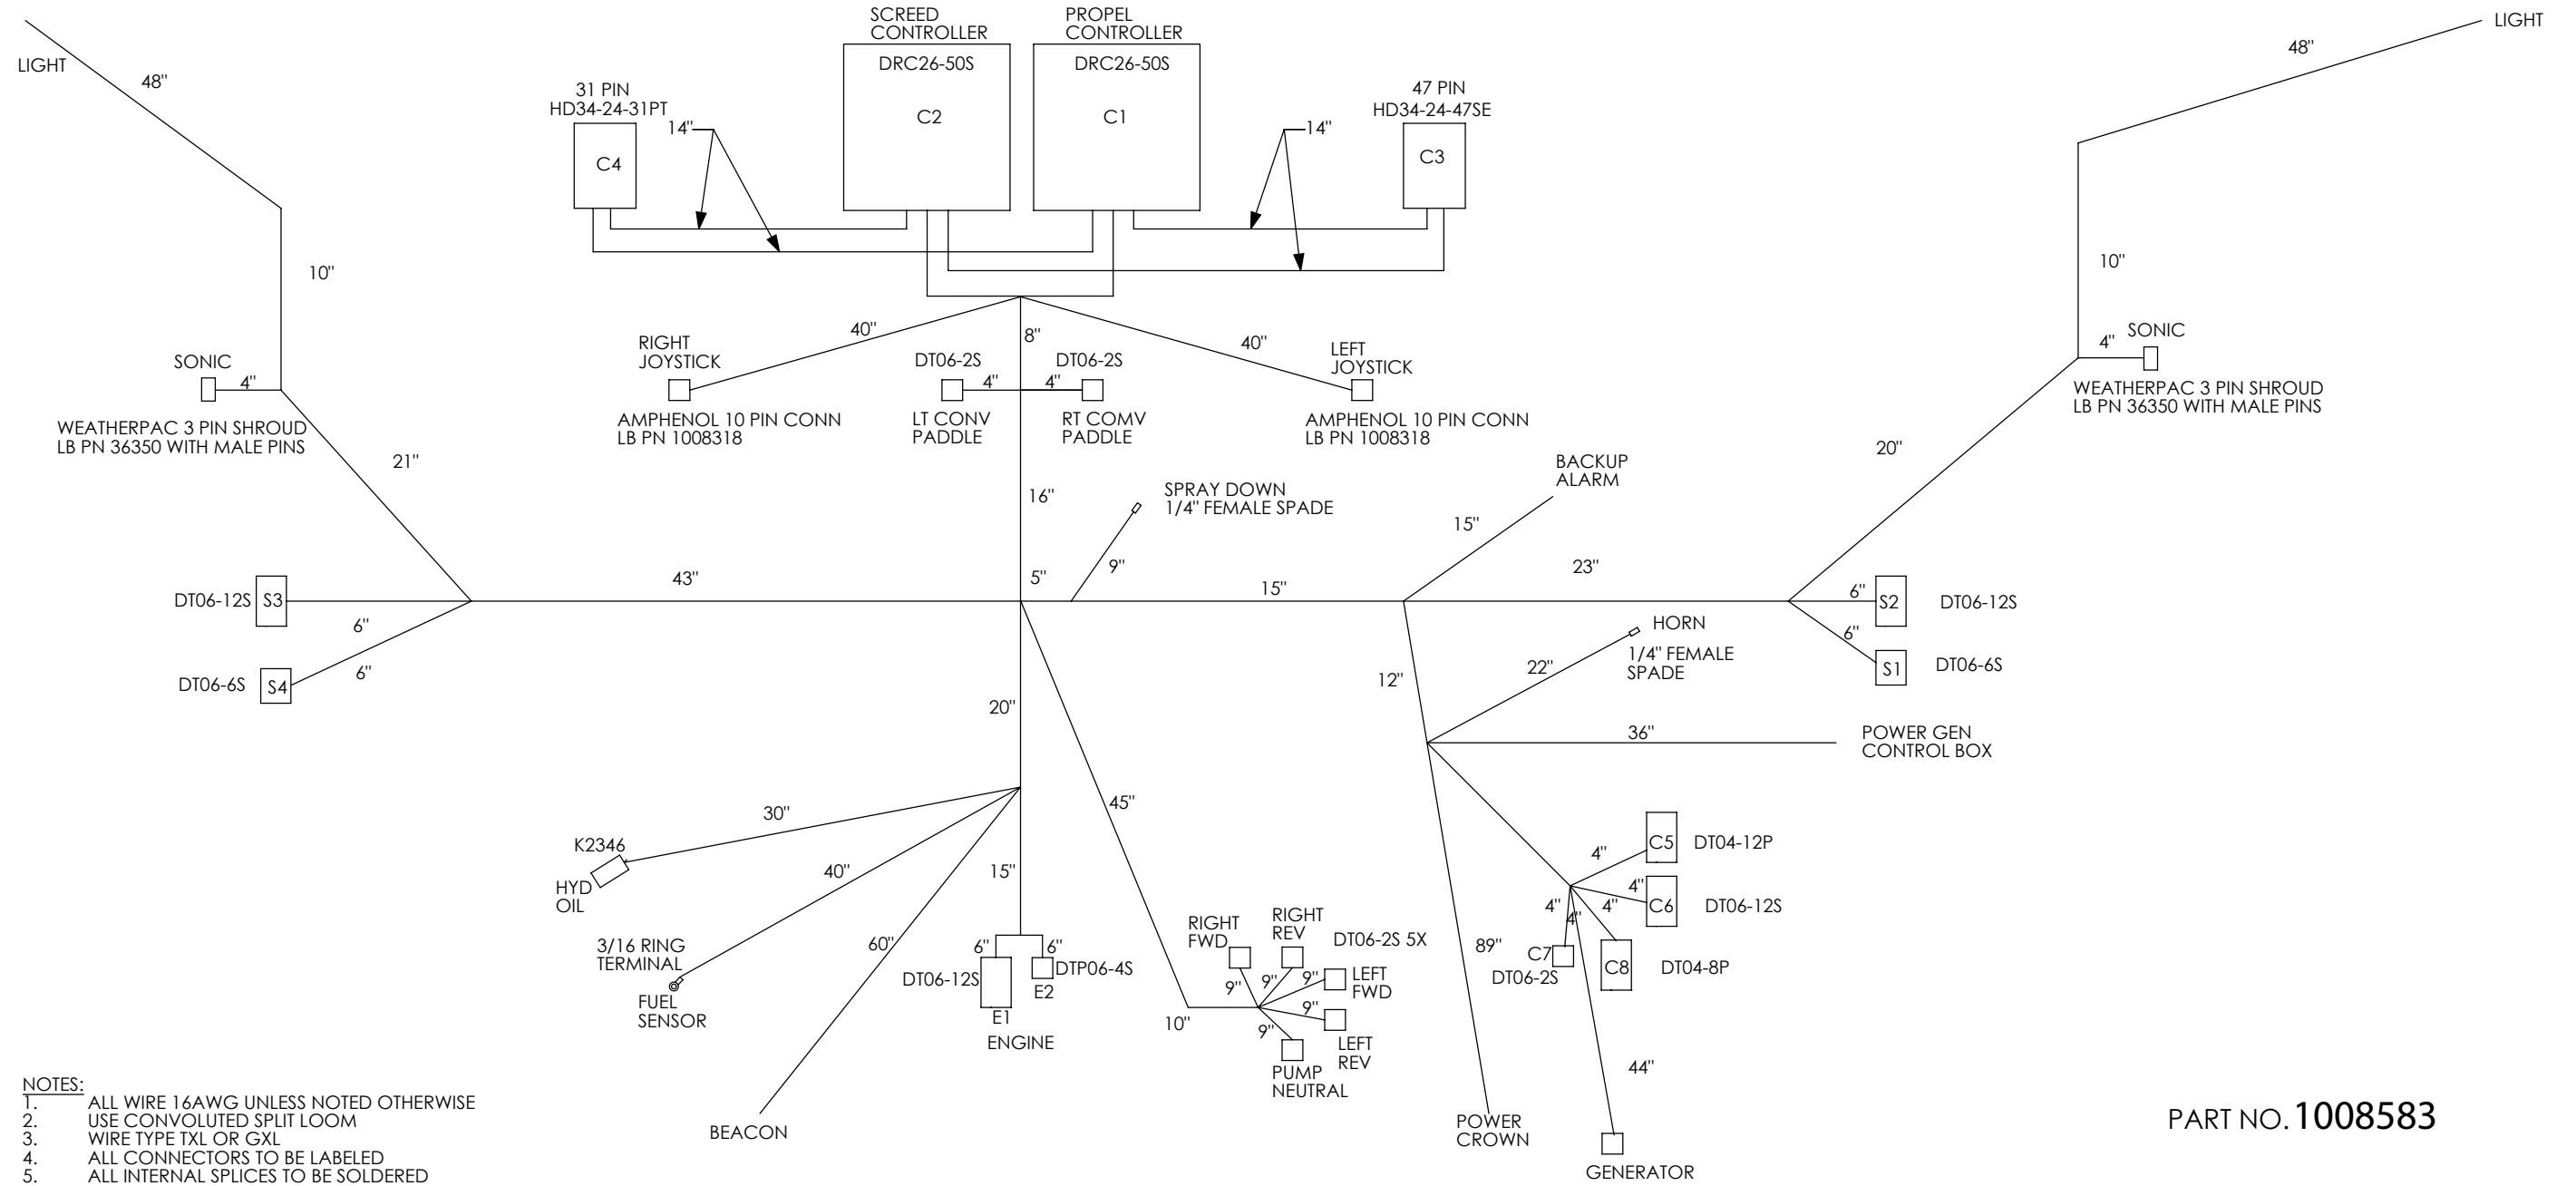 SCREED
CONTROLLER
PROPEL
CONTROLLER
LIGHT
LIGHT
48"
48"
DRC26-50S
DRC26-50S
31 PIN
HD34-24-31PT
47 PIN
HD34-24-47SE
C2
C1
14"
14"
C4
C3
10"
10"
40"
8"
40"
RIGHT
JOYSTICK
LEFT
JOYSTICK
DT06-2S
DT06-2S
4"
4"
SONIC
4"
SONIC
4"
WEATHERPAC 3 PIN SHROUD
LB PN 36350 WITH MALE PINS
WEATHERPAC 3 PIN SHROUD
LB PN 36350 WITH MALE PINS
AMPHENOL 10 PIN CONN
LB PN 1008318
LT CONV
PADDLE
RT COMV
PADDLE
AMPHENOL 10 PIN CONN
LB PN 1008318
21"
20"
16"
SPRAY DOWN
1/4" FEMALE SPADE
BACKUP
ALARM
15"
9"
43"
5"
15"
23"
DT06-12S
S3
6"
S2
DT06-12S
6"
6"
DT06-6S
S4
6"
S1
DT06-6S
HORN
1/4" FEMALE
SPADE
22"
12"
20"
36"
POWER GEN
CONTROL BOX
30"
45"
K2346
HYD
OIL
40"
15"
C5
DT04-12P
4"
4"
C6
DT06-12S
4"
4"
4"
C7
DT06-2S
C8
DT04-8P
3/16 RING
TERMINAL
FUEL
SENSOR
60"
6"
6"
DT06-12S
DTP06-4S
E2
E1
ENGINE
RIGHT
FWD
RIGHT
REV
DT06-2S 5X
LEFT
FWD
9"
9"
9"
9"
9"
10"
LEFT
REV
PUMP
NEUTRAL
89"
44"
BEACON
POWER
CROWN
GENERATOR
NOTES:
1. ALL WIRE 16AWG UNLESS NOTED OTHERWISE
2. USE CONVOLUTED SPLIT LOOM
3. WIRE TYPE TXL OR GXL
4. ALL CONNECTORS TO BE LABELED
5. ALL INTERNAL SPLICES TO BE SOLDERED
PART NO. 1008583